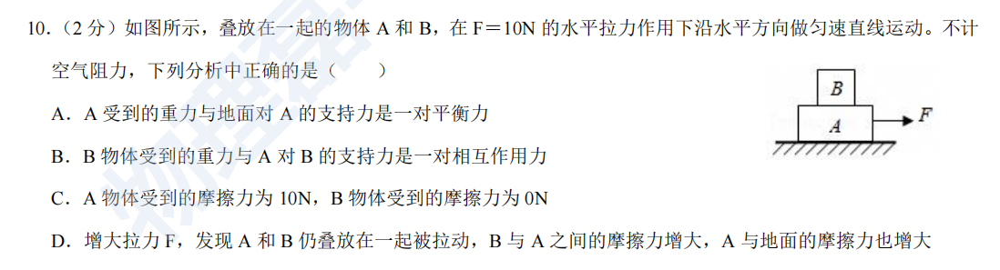 10.（2 分）如图所示，叠放在一起的物体 A 和 B，在 F＝10N 的水平拉力作用下沿水平方向做匀速直线运动。不计
空气阻力，下列分析中正确的是（　　）
A．A 受到的重力与地面对 A 的支持力是一对平衡力
B．B 物体受到的重力与 A 对 B 的支持力是一对相互作用力
C．A 物体受到的摩擦力为 10N，B 物体受到的摩擦力为 0N
D．增大拉力 F，发现 A 和 B 仍叠放在一起被拉动，B 与 A 之间的摩擦力增大，A 与地面的摩擦力也增大
B
A
F
物理磊